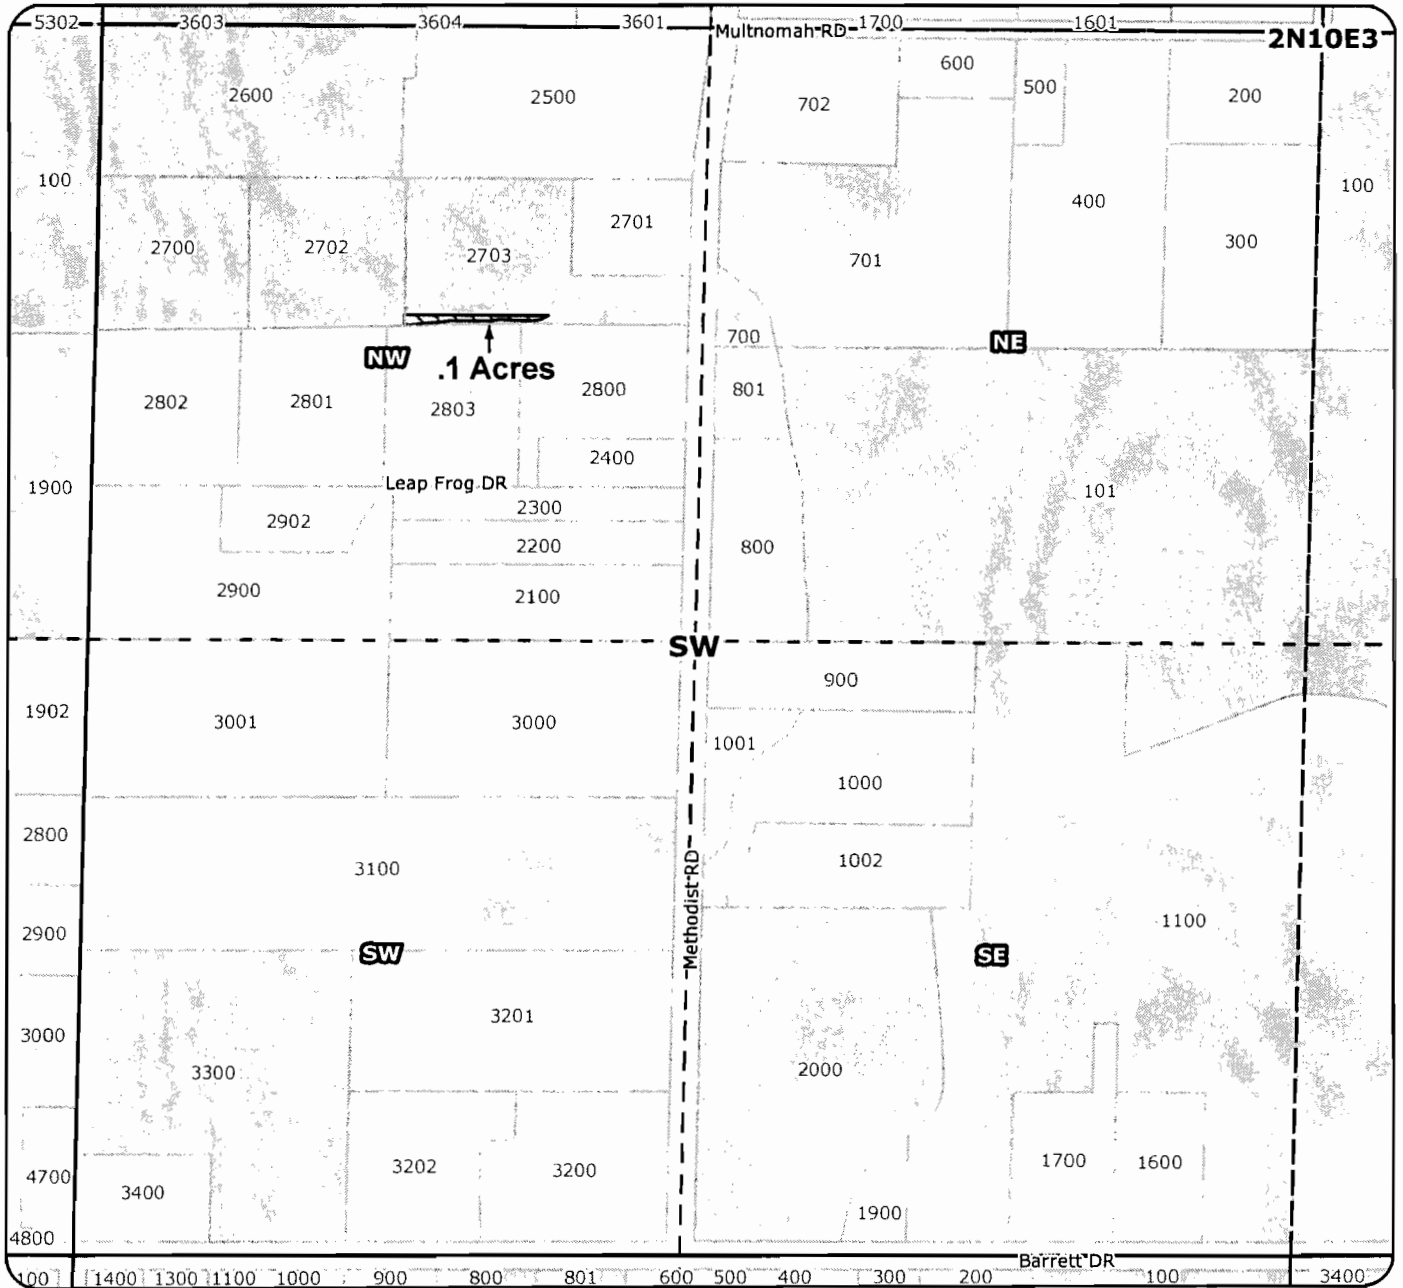 5302 3603 3604 3601 1700 1601
Multnomah RD
2N10E3
600
2600 2500 702 500 200
100 100
400
2701
2700 2702 2703 701 300
700
NW NE
.1 Acres
2802 2801 2803 2800 801
2400
1900 Leap Frog DR 101
2902 2300
2200 800
2900 2100
SW
900
1902 3001 3000
1001
1000
2800
1002
3100
Methodist RD
1100
2900
SW SE
3201
3000
3300 2000
4700 3202 3200 1700 1600
3400
1900
4800
Barrett DR
100 1400 1300 1100 1000 900 800 801 600 500 400 300 200 100 3400